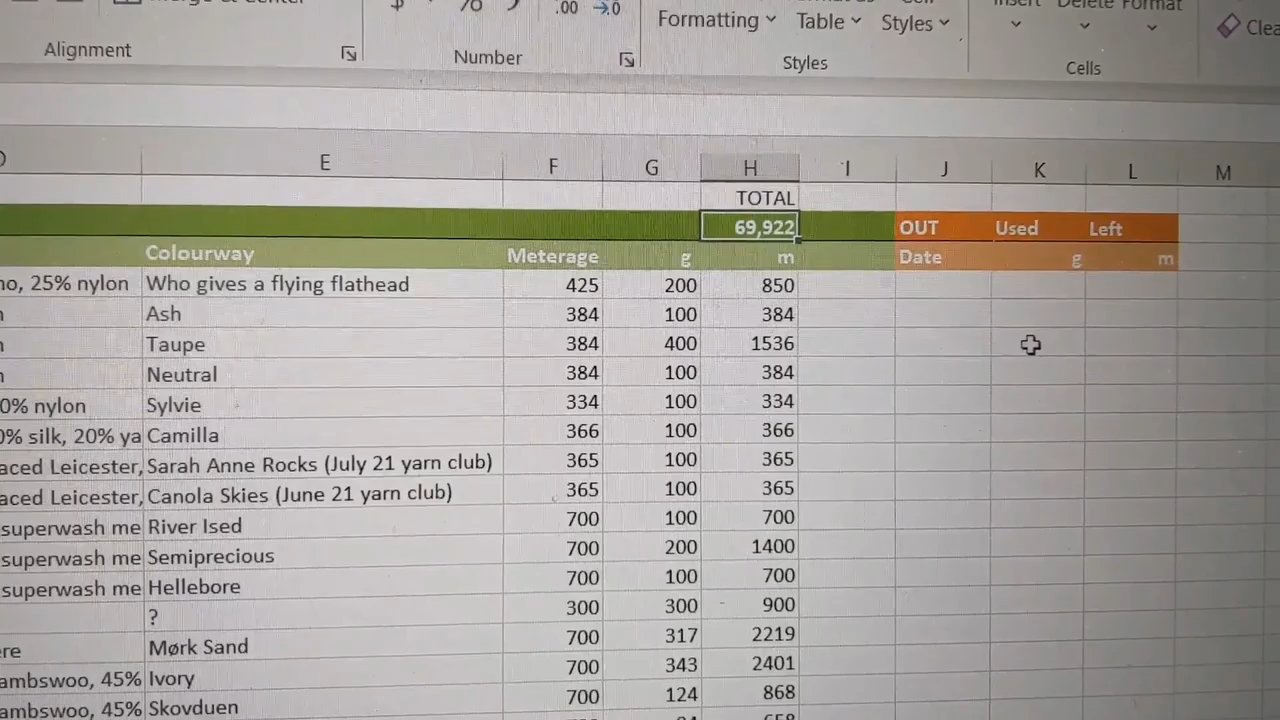 .00 →.0
Formatting Table Styles
Insert Delete Format
Clea
Alignment Number Styles Cells
E F G H I J K L M
TOTAL
69,922 OUT Used Left
Colourway Meterage g m Date g m
no, 25% nylon Who gives a flying flathead 425 200 850
Ash 384 100 384
Taupe 384 400 1536
Neutral 384 100 384
0% nylon Sylvie 334 100 334
0% silk, 20% ya Camilla 366 100 366
aced Leicester, Sarah Anne Rocks (July 21 yarn club) 365 100 365
aced Leicester, Canola Skies (June 21 yarn club) 365 100 365
superwash me River Ised 700 100 700
superwash me Semiprecious 700 200 1400
superwash me Hellebore 700 100 700
? 300 300 900
ere Mørk Sand 700 317 2219
ambswoo, 45% Ivory 700 343 2401
ambswoo, 45% Skovduen 700 124 868